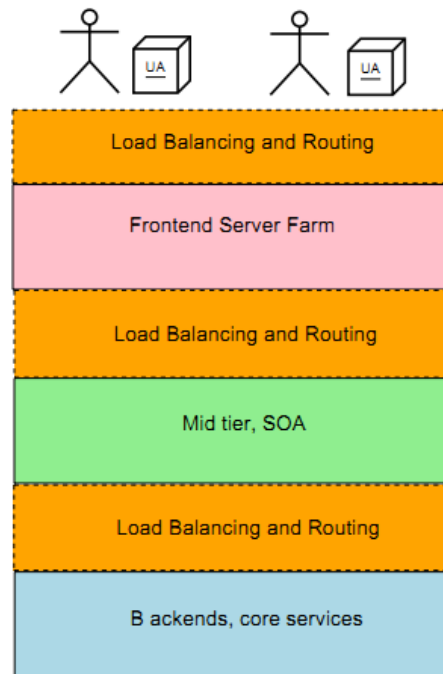 UA
UA
Load Balancing and Routing
Frontend Server Farm
Load Balancing and Routing
Mid tier, SOA
Load Balancing and Routing
B ackends, core services